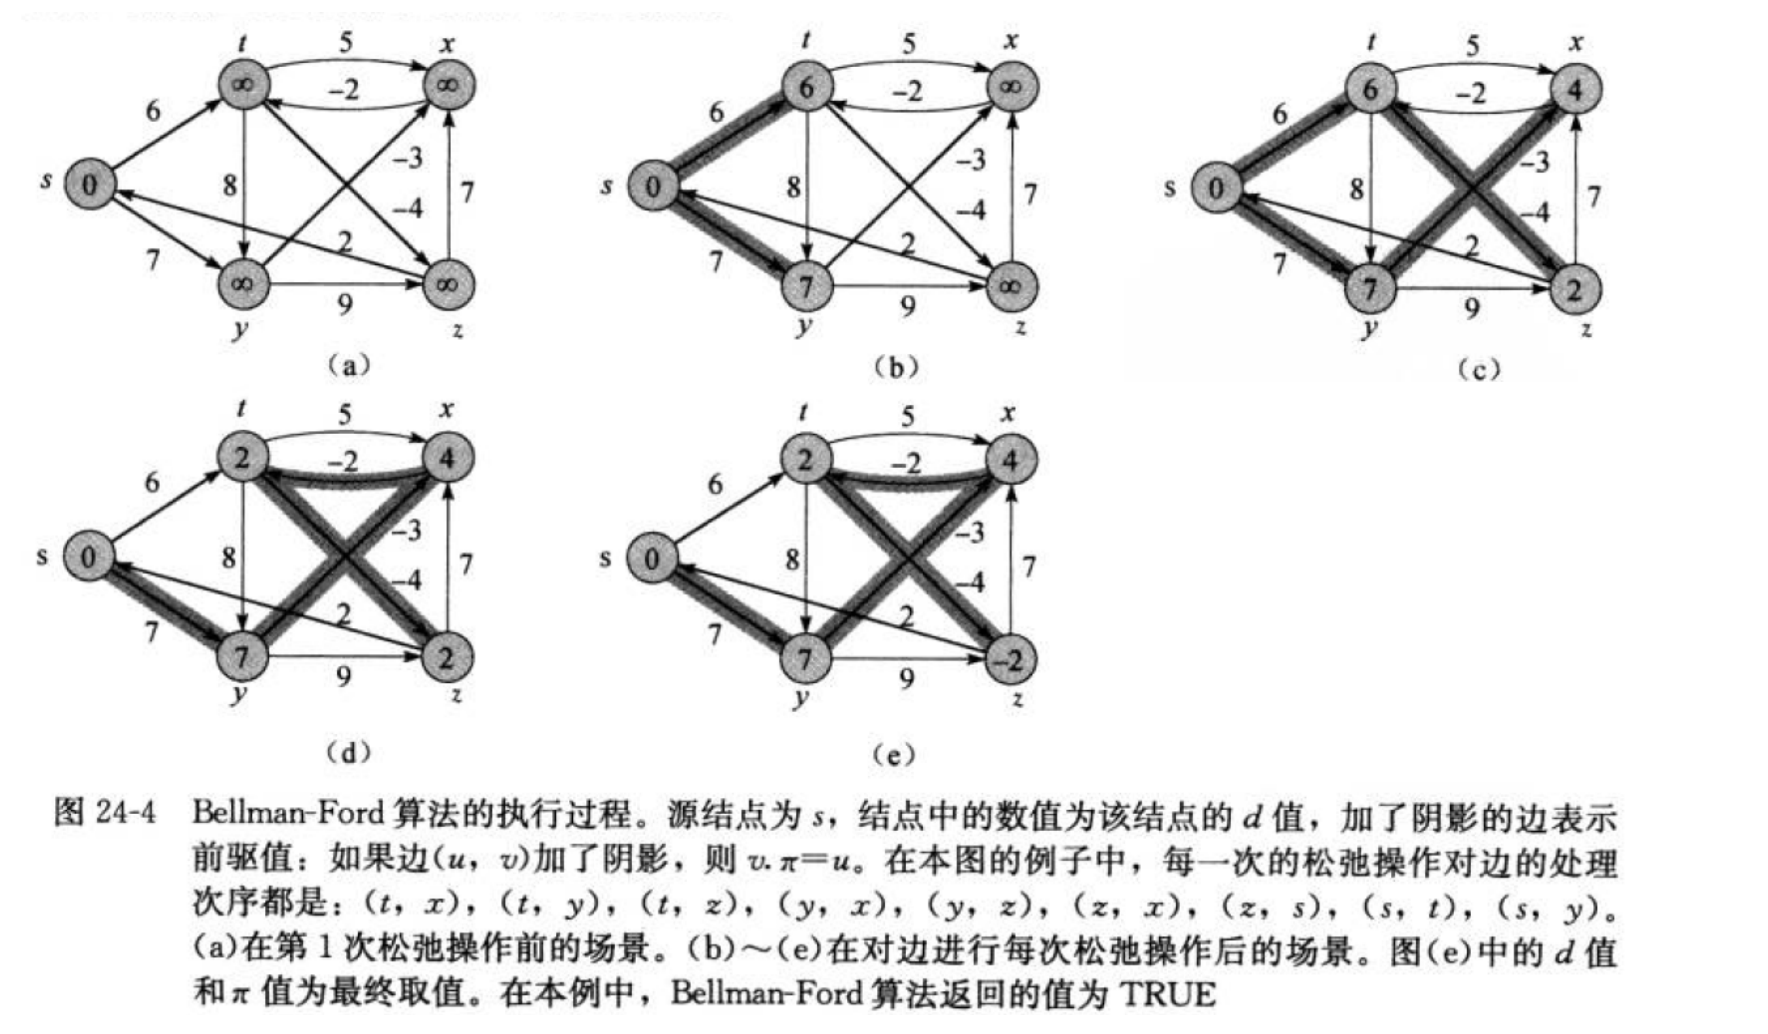 t 5 x
∞ ∞
6 -2
-3
s 0 8 7
-4
7 2
∞ ∞
9
y z
(a)
t 5 x
6 ∞
6 -2
-3
s 0 8 7
-4
7 2
7 ∞
9
y z
(b)
t 5 x
6 4
6 -2
-3
s 0 8 7
-4
7 2
7 2
9
y z
(c)
t 5 x
2 4
6 -2
-3
s 0 8 7
-4
7 2
7 2
9
y z
(d)
t 5 x
2 4
6 -2
-3
s 0 8 7
-4
7 2
7 -2
9
y z
(e)
图 24-4 Bellman-Ford 算法的执行过程。源结点为 s，结点中的数值为该结点的 d 值，加了阴影的边表示
前驱值：如果边(u，v)加了阴影，则 v.π=u。在本图的例子中，每一次的松弛操作对边的处理
次序都是：(t，x)，(t，y)，(t，z)，(y，x)，(y，z)，(z，x)，(z，s)，(s，t)，(s，y)。
(a)在第 1 次松弛操作前的场景。(b)～(e)在对边进行每次松弛操作后的场景。图(e)中的 d 值
和 π 值为最终取值。在本例中，Bellman-Ford 算法返回的值为 TRUE